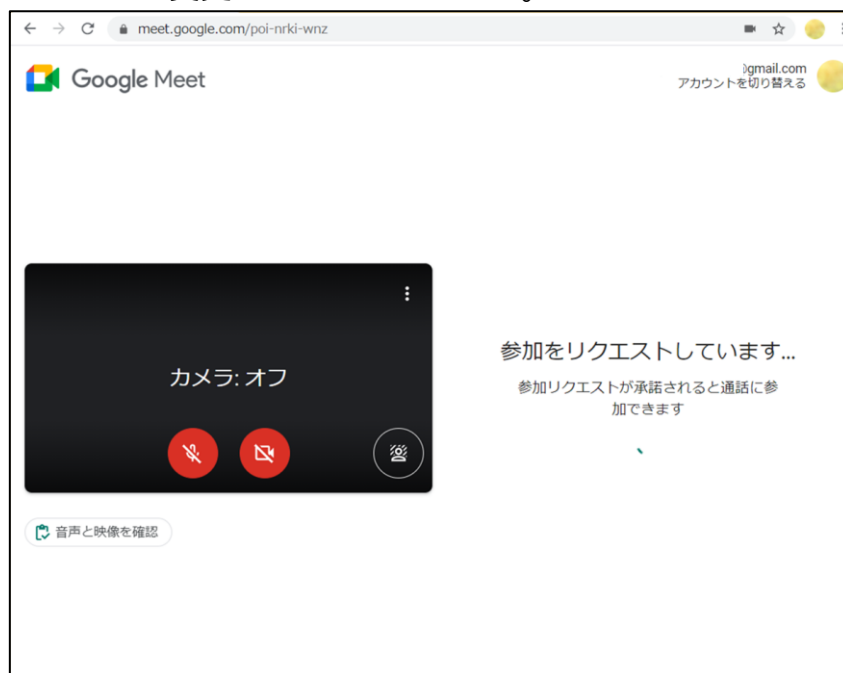 meet.google.com/poi-nrki-wnz
Google Meet
@gmail.com
アカウントを切り替える
カメラ: オフ
参加をリクエストしています...
参加リクエストが承諾されると通話に参
加できます
音声と映像を確認